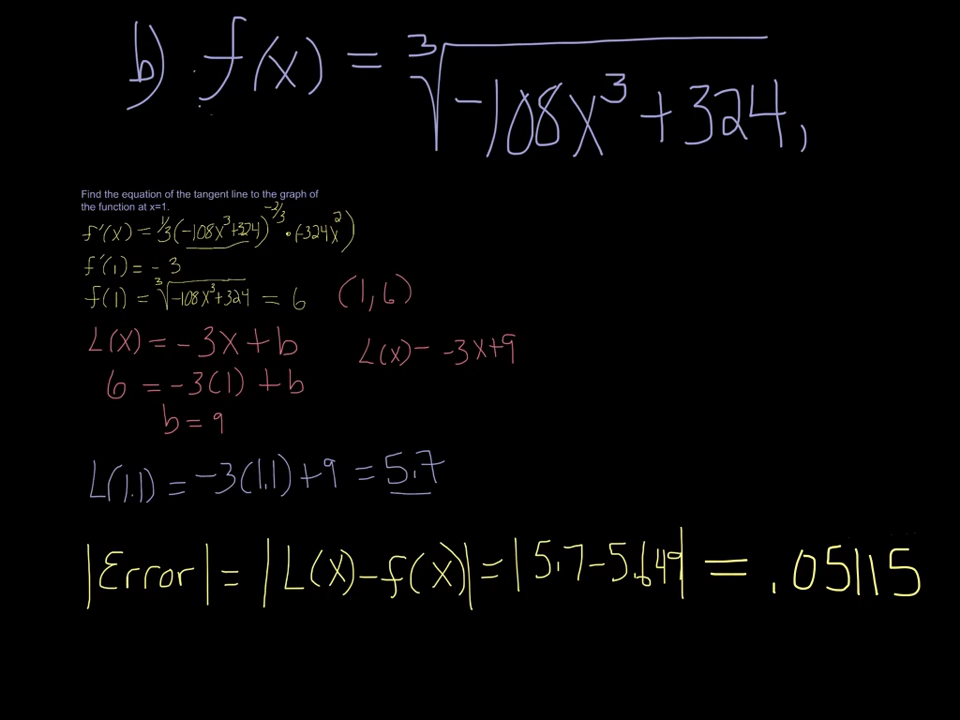 b) f(x) = ∛(-108x³+324),
Find the equation of the tangent line to the graph of
the function at x=1.
f'(x) = 1/3(-108x³+324)^(-2/3) • (-324x²)
f'(1) = -3
f(1) = ∛(-108x³+324) = 6 (1,6)
L(x) = -3x+b L(x)- -3x+9
6 = -3(1) +b
b = 9
L(1.1) = -3(1.1)+9 = 5.7
|Error| = |L(x)-f(x)| = |5.7-5.649| = .05115